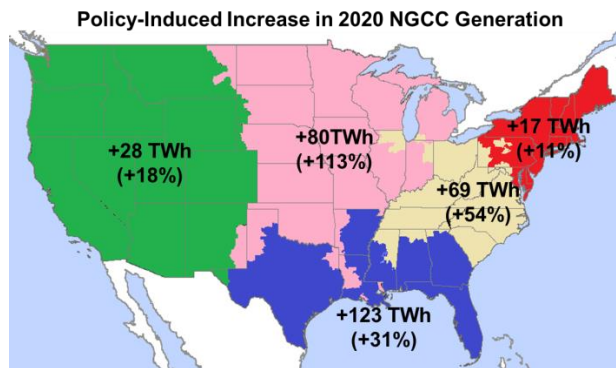 Policy-Induced Increase in 2020 NGCC Generation
+28 TWh
(+18%)
+80TWh
(+113%)
+17 TWh
(+11%)
+69 TWh
(+54%)
+123 TWh
(+31%)